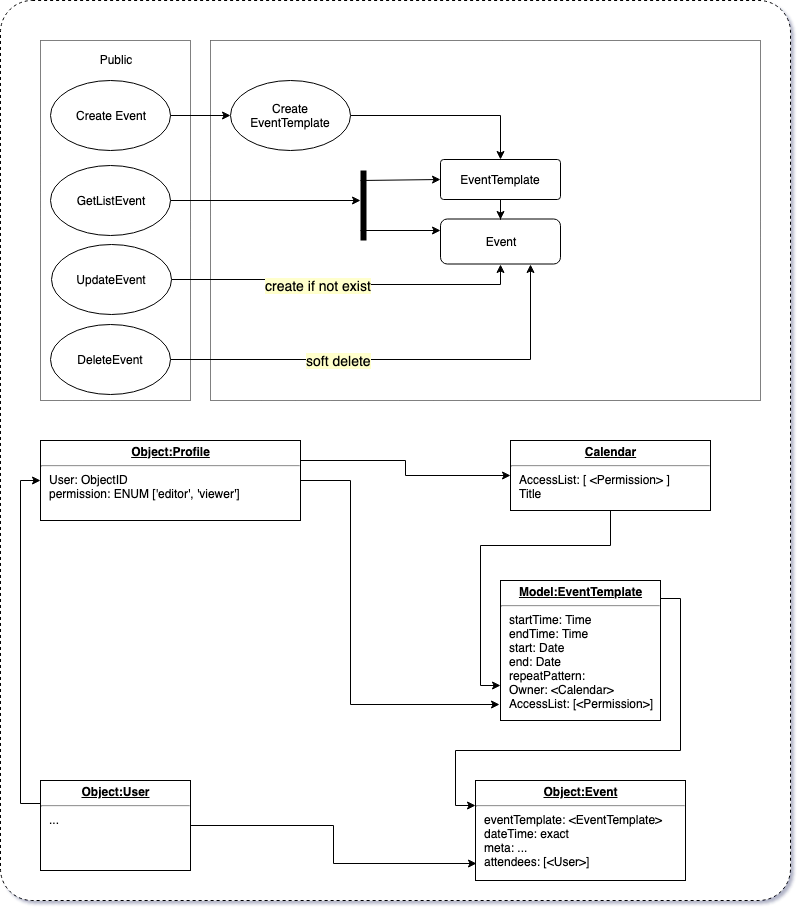 Public
Create Event
Create
EventTemplate
GetListEvent
EventTemplate
Event
UpdateEvent
create if not exist
DeleteEvent
soft delete
Object:Profile
User: ObjectID
permission: ENUM ['editor', 'viewer']
Calendar
AccessList: [ <Permission> ]
Title
Model:EventTemplate
startTime: Time
endTime: Time
start: Date
end: Date
repeatPattern:
Owner: <Calendar>
AccessList: [<Permission>]
Object:User
...
Object:Event
eventTemplate: <EventTemplate>
dateTime: exact
meta: ...
attendees: [<User>]